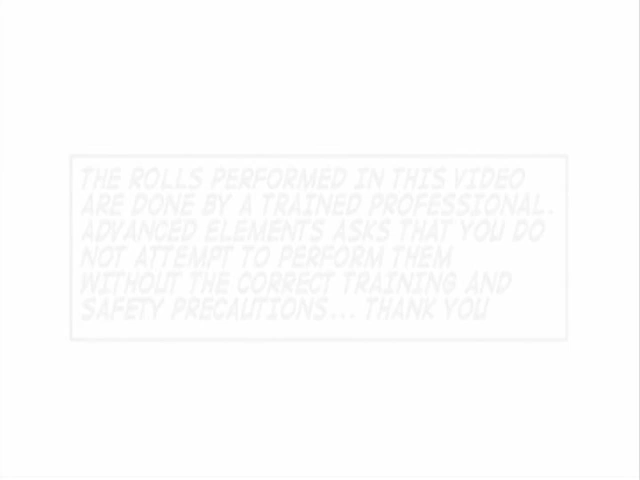 THE ROLLS PERFORMED IN THIS VIDEO
ARE DONE BY A TRAINED PROFESSIONAL.
ADVANCED ELEMENTS ASKS THAT YOU DO
NOT ATTEMPT TO PERFORM THEM
WITHOUT THE CORRECT TRAINING AND
SAFETY PRECAUTIONS... THANK YOU